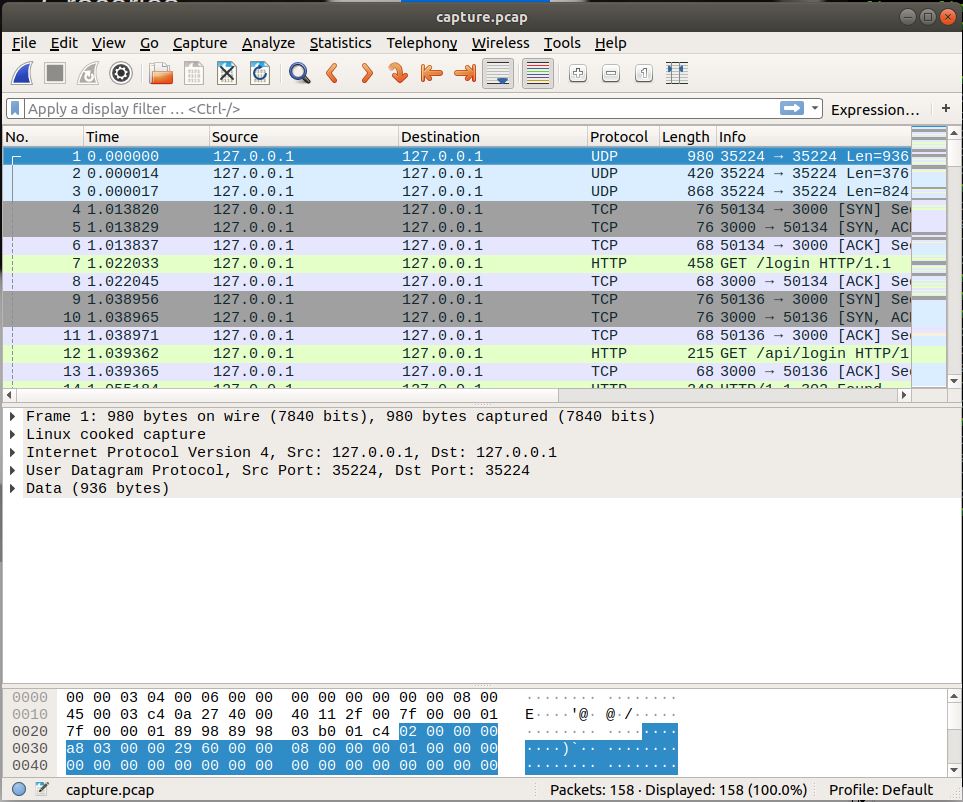 capture.pcap
File Edit View Go Capture Analyze Statistics Telephony Wireless Tools Help
Apply a display filter … <Ctrl-/> Expression… +
No. Time Source Destination Protocol Length Info
1 0.000000 127.0.0.1 127.0.0.1 UDP 980 35224 → 35224 Len=936
2 0.000014 127.0.0.1 127.0.0.1 UDP 420 35224 → 35224 Len=376
3 0.000017 127.0.0.1 127.0.0.1 UDP 868 35224 → 35224 Len=824
4 1.013820 127.0.0.1 127.0.0.1 TCP 76 50134 → 3000 [SYN] Se
5 1.013829 127.0.0.1 127.0.0.1 TCP 76 3000 → 50134 [SYN, AC
6 1.013837 127.0.0.1 127.0.0.1 TCP 68 50134 → 3000 [ACK] Se
7 1.022033 127.0.0.1 127.0.0.1 HTTP 458 GET /login HTTP/1.1
8 1.022045 127.0.0.1 127.0.0.1 TCP 68 3000 → 50134 [ACK] Se
9 1.038956 127.0.0.1 127.0.0.1 TCP 76 50136 → 3000 [SYN] Se
10 1.038965 127.0.0.1 127.0.0.1 TCP 76 3000 → 50136 [SYN, AC
11 1.038971 127.0.0.1 127.0.0.1 TCP 68 50136 → 3000 [ACK] Se
12 1.039362 127.0.0.1 127.0.0.1 HTTP 215 GET /api/login HTTP/1
13 1.039365 127.0.0.1 127.0.0.1 TCP 68 3000 → 50136 [ACK] Se
Frame 1: 980 bytes on wire (7840 bits), 980 bytes captured (7840 bits)
Linux cooked capture
Internet Protocol Version 4, Src: 127.0.0.1, Dst: 127.0.0.1
User Datagram Protocol, Src Port: 35224, Dst Port: 35224
Data (936 bytes)
0000 00 00 03 04 00 06 00 00 00 00 00 00 00 00 08 00 ········ ········
0010 45 00 03 c4 0a 27 40 00 40 11 2f 00 7f 00 00 01 E····'@· @·/·····
0020 7f 00 00 01 89 98 89 98 03 b0 01 c4 02 00 00 00 ········ ········
0030 a8 03 00 00 29 60 00 00 08 00 00 00 01 00 00 00 ····)`·· ········
0040 00 00 00 00 00 00 00 00 00 00 00 00 00 00 00 00 ········ ········
capture.pcap Packets: 158 · Displayed: 158 (100.0%) Profile: Default